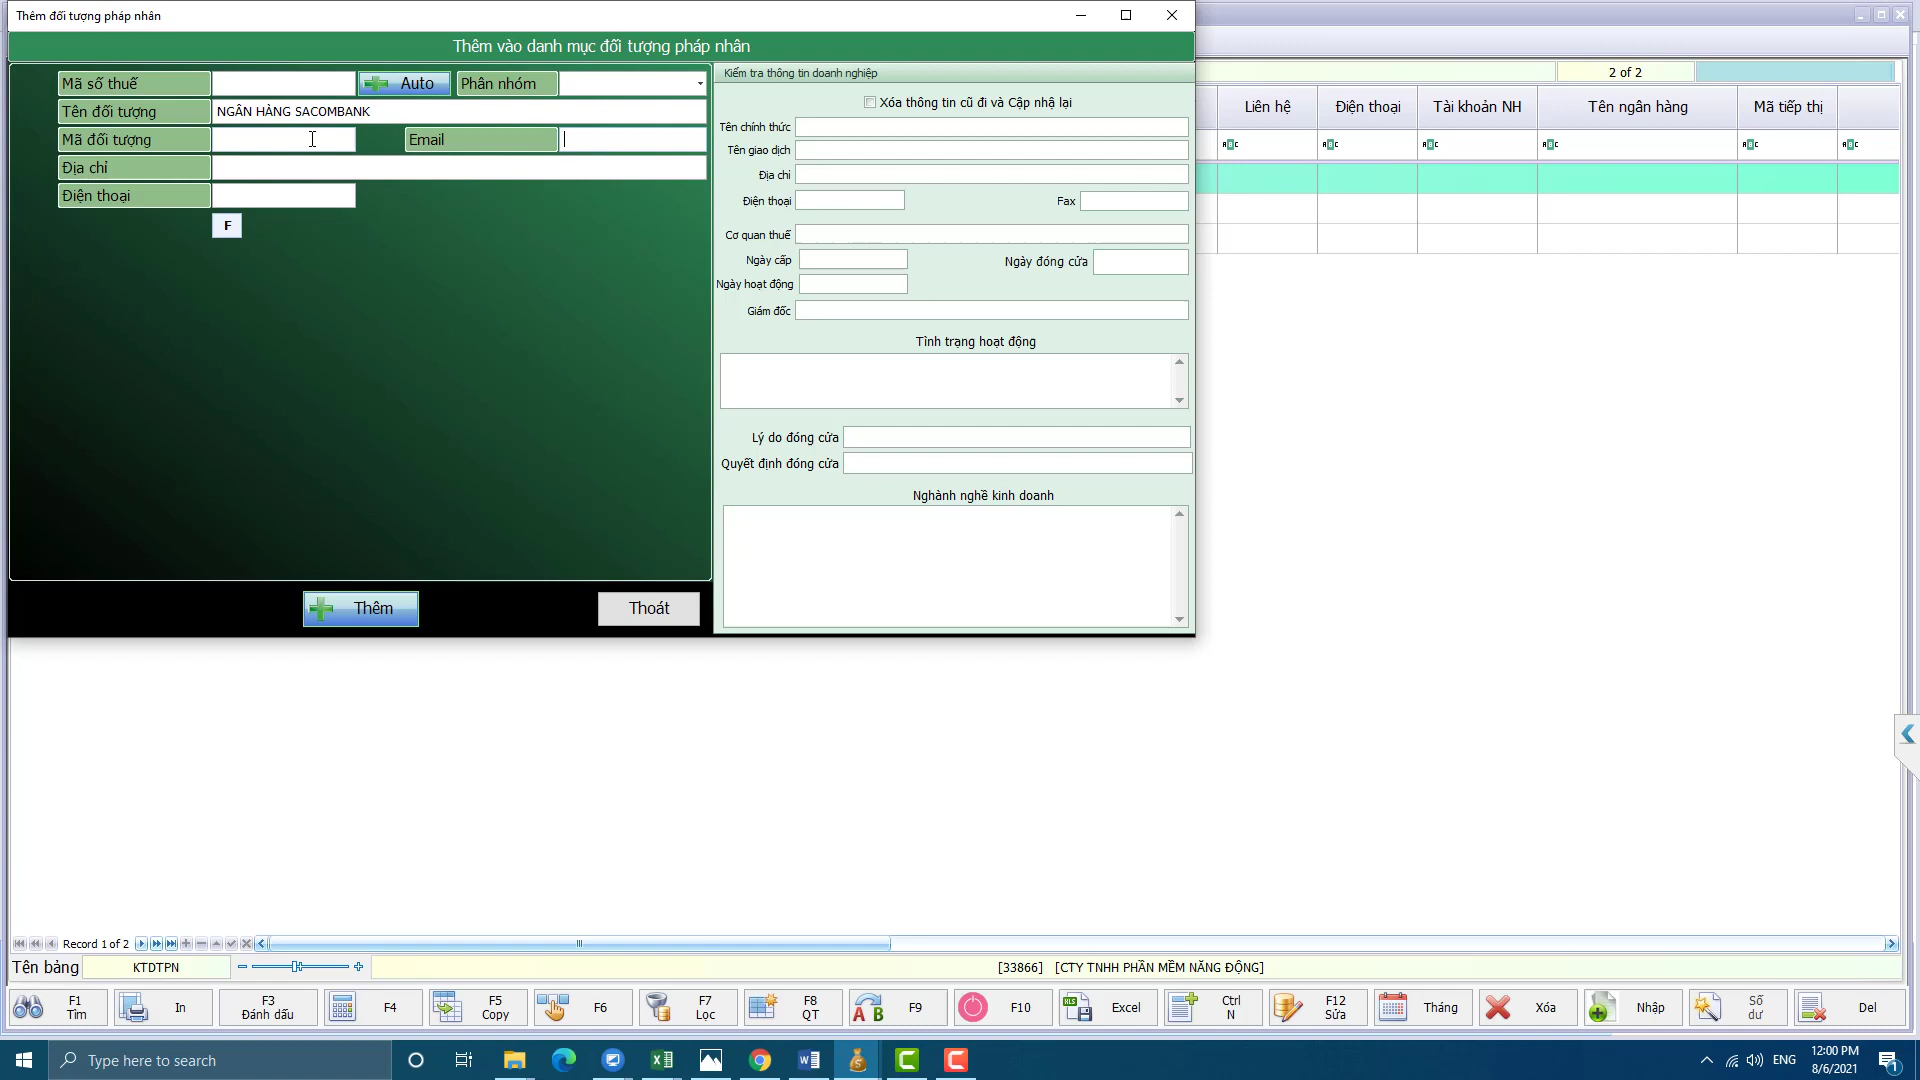 Thêm đối tượng pháp nhân
Thêm vào danh mục đối tượng pháp nhân
Mã số thuế
Auto
Phân nhóm
Tên đối tượng
NGÂN HÀNG SACOMBANK
Mã đối tượng
Email
Địa chỉ
Điện thoại
F
Thêm
Thoát
Kiểm tra thông tin doanh nghiệp
Xóa thông tin cũ đi và Cập nhậ lại
Tên chính thức
Tên giao dịch
Địa chỉ
Điện thoại
Fax
Cơ quan thuế
Ngày cấp
Ngày đóng cửa
Ngày hoạt động
Giám đốc
Tình trạng hoạt động
Lý do đóng cửa
Quyết định đóng cửa
Nghành nghề kinh doanh
2 of 2
Liên hệ
Điện thoại
Tài khoản NH
Tên ngân hàng
Mã tiếp thị
Record 1 of 2
Tên bảng
KTDTPN
[33866] [CTY TNHH PHẦN MỀM NĂNG ĐỘNG]
F1 Tìm
In
F3 Đánh dấu
F4
F5 Copy
F6
F7 Lọc
F8 QT
F9
F10
Excel
Ctrl N
F12 Sửa
Tháng
Xóa
Nhập
Số dư
Del
Type here to search
ENG
12:00 PM
8/6/2021